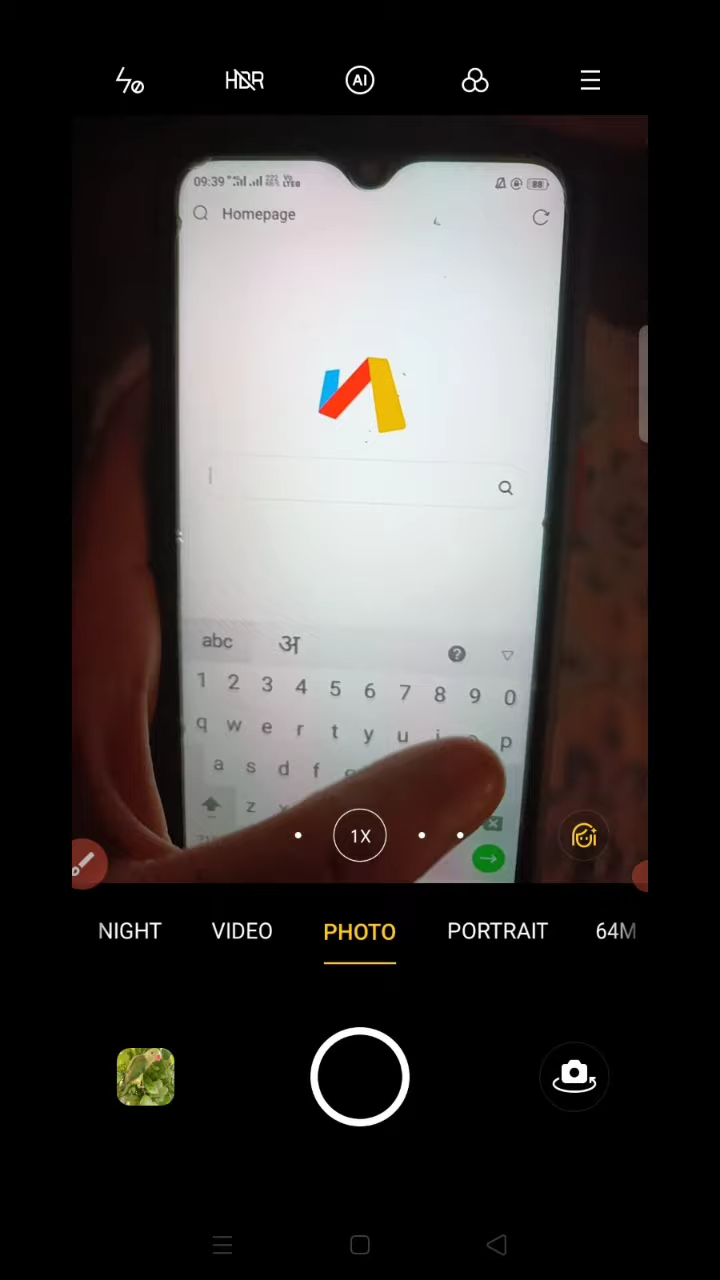 HDR
AI
09:39
88
Homepage
abc
अ
?
1 2 3 4 5 6 7 8 9 0
q w e r t y u p
a s d f
z
1X
NIGHT
VIDEO
PHOTO
PORTRAIT
64M